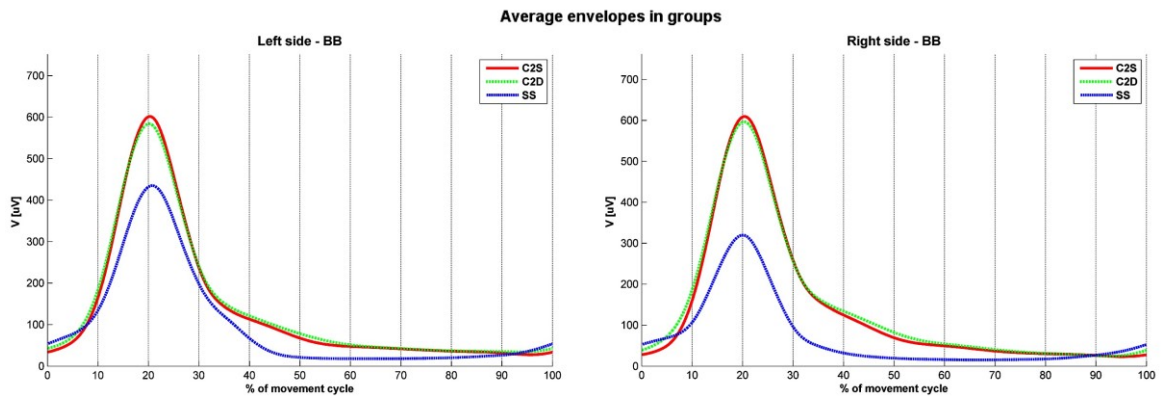 Average envelopes in groups
Left side - BB
700
600
500
400
300
200
100
0
V [uV]
C2S
C2D
SS
0 10 20 30 40 50 60 70 80 90 100
% of movement cycle
Right side - BB
700
600
500
400
300
200
100
0
V [uV]
C2S
C2D
SS
0 10 20 30 40 50 60 70 80 90 100
% of movement cycle